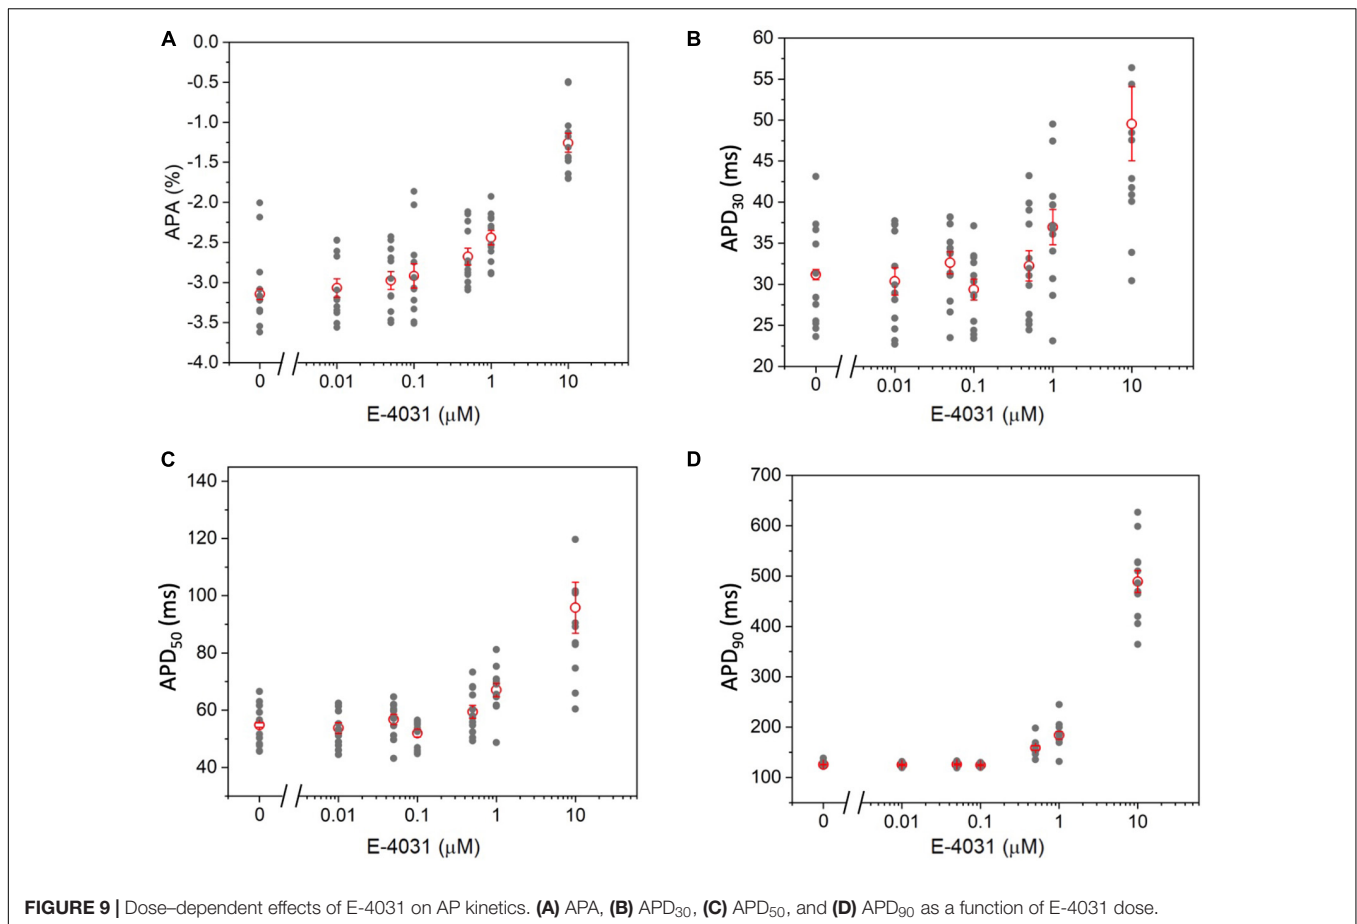 A
0.0
-0.5
-1.0
-1.5
-2.0
-2.5
-3.0
-3.5
-4.0
APA (%)
0 0.01 0.1 1 10
E-4031 (μM)
B
60
55
50
45
40
35
30
25
20
APD30 (ms)
0 0.01 0.1 1 10
E-4031 (μM)
C
140
120
100
80
60
40
APD50 (ms)
0 0.01 0.1 1 10
E-4031 (μM)
D
700
600
500
400
300
200
100
APD90 (ms)
0 0.01 0.1 1 10
E-4031 (μM)
FIGURE 9 | Dose–dependent effects of E-4031 on AP kinetics. (A) APA, (B) APD30, (C) APD50, and (D) APD90 as a function of E-4031 dose.